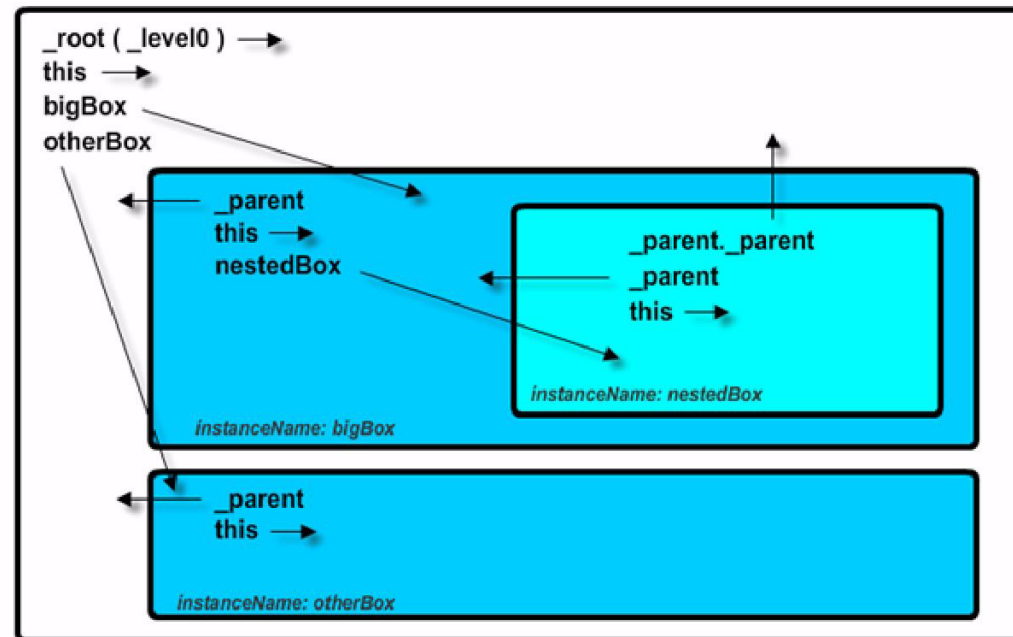 _root ( _level0 )
this
bigBox
otherBox
_parent
this
nestedBox
_parent._parent
_parent
this
instanceName: nestedBox
instanceName: bigBox
_parent
this
instanceName: otherBox